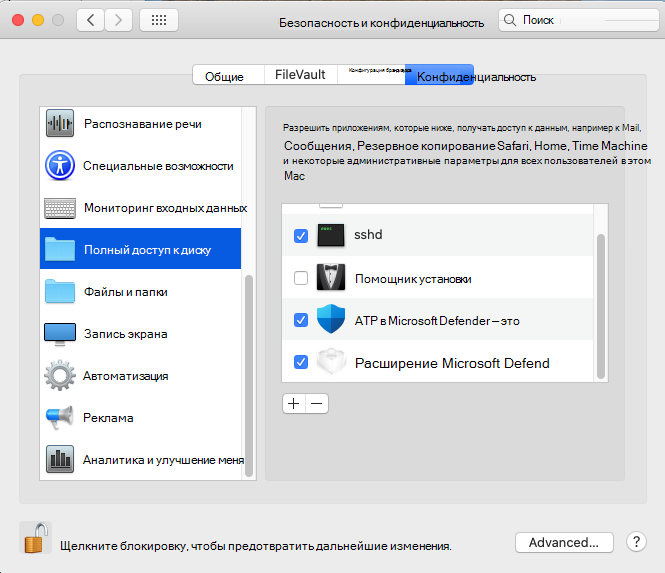 Безопасность и конфиденциальность
Поиск
Общие
FileVault
Конфигурация брандмауэра
Конфиденциальность
Распознавание речи
Специальные возможности
Мониторинг входных данных
Полный доступ к диску
Файлы и папки
Запись экрана
Автоматизация
Реклама
Аналитика и улучшение меня
Разрешить приложениям, которые ниже, получать доступ к данным, например к Mail,
Сообщения, Резервное копирование Safari, Home, Time Machine
и некоторые административные параметры для всех пользователей в этом
Mac
sshd
Помощник установки
ATP в Microsoft Defender — это
Расширение Microsoft Defend
Щелкните блокировку, чтобы предотвратить дальнейшие изменения.
Advanced...
?